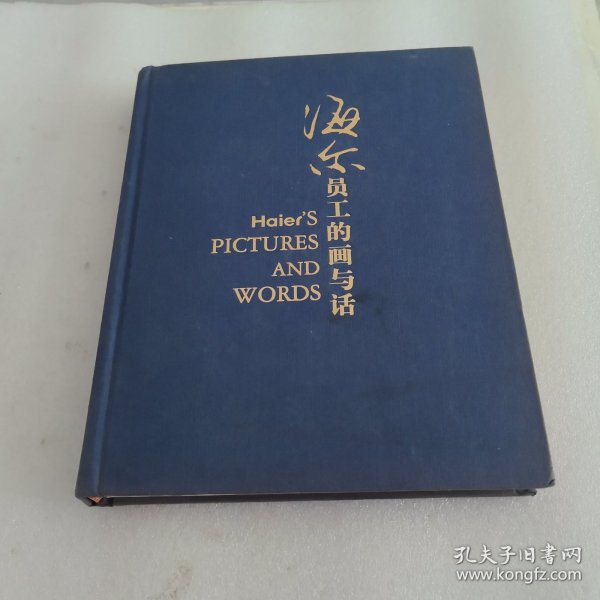 海尔
员工的画与话
Haier'S
PICTURES
AND
WORDS
孔夫子旧書网
www.kongfz.com